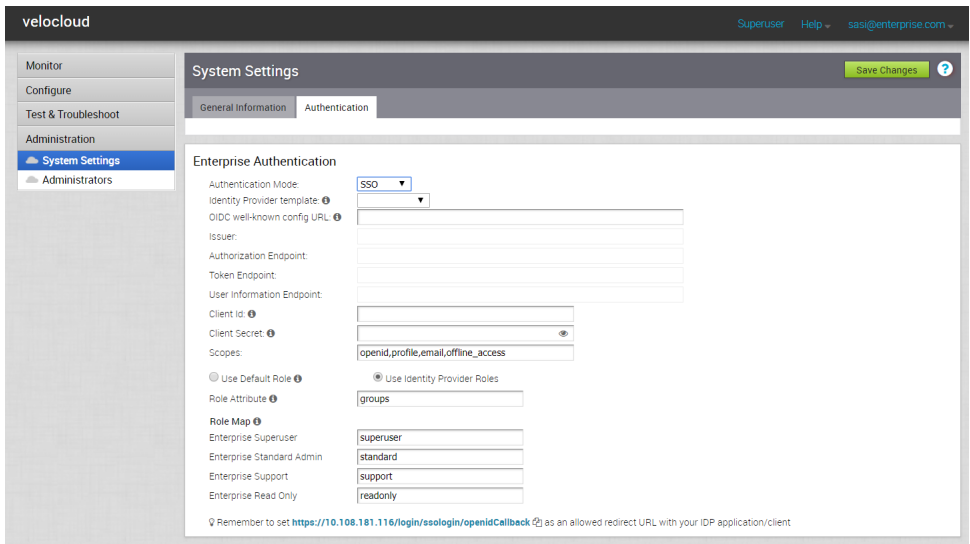 velocloud
Superuser Help sasi@enterprise.com
Monitor
Configure
Test & Troubleshoot
Administration
System Settings
Administrators
System Settings
Save Changes ?
General Information Authentication
Enterprise Authentication
Authentication Mode: SSO
Identity Provider template:
OIDC well-known config URL:
Issuer:
Authorization Endpoint:
Token Endpoint:
User Information Endpoint:
Client Id:
Client Secret:
Scopes: openid,profile,email,offline_access
Use Default Role Use Identity Provider Roles
Role Attribute groups
Role Map
Enterprise Superuser superuser
Enterprise Standard Admin standard
Enterprise Support support
Enterprise Read Only readonly
Remember to set https://10.108.181.116/login/ssologin/openidCallback as an allowed redirect URL with your IDP application/client